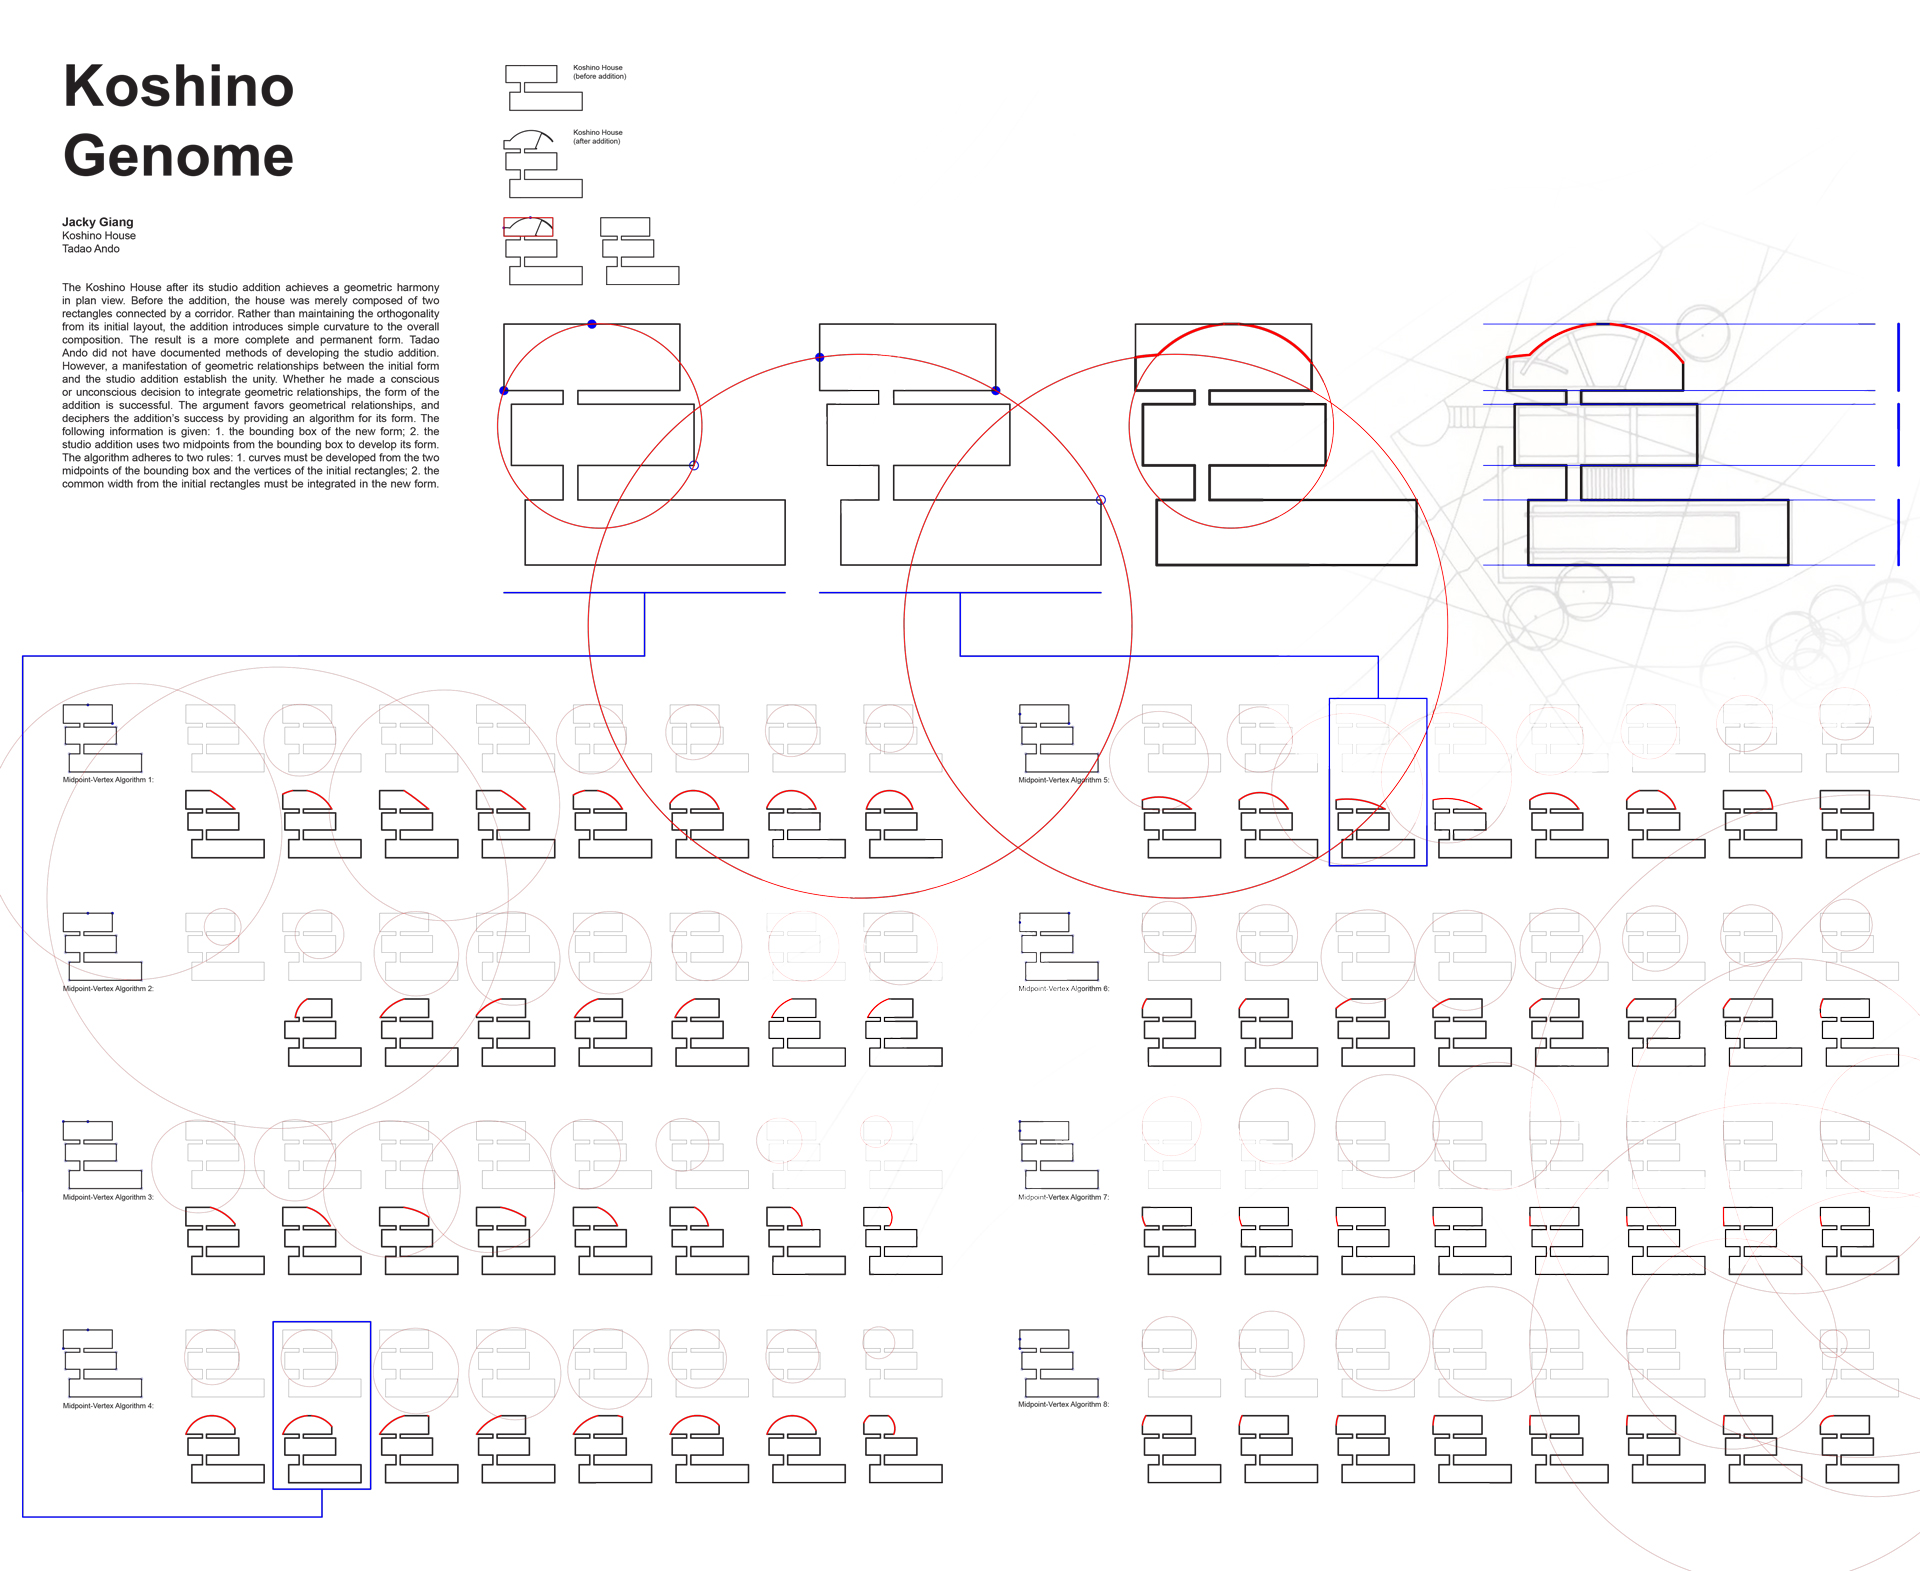 Koshino
Genome
Jacky Giang
Koshino House
Tadao Ando
The Koshino House after its studio addition achieves a geometric harmony
in plan view. Before the addition, the house was merely composed of two
rectangles connected by a corridor. Rather than maintaining the orthogonality
from its initial layout, the addition introduces simple curvature to the overall
composition. The result is a more complete and permanent form. Tadao
Ando did not have documented methods of developing the studio addition.
However, a manifestation of geometric relationships between the initial form
and the studio addition establish the unity. Whether he made a conscious
or unconscious decision to integrate geometric relationships, the form of the
addition is successful. The argument favors geometrical relationships, and
deciphers the addition's success by providing an algorithm for its form. The
following information is given: 1. the bounding box of the new form; 2. the
studio addition uses two midpoints from the bounding box to develop its form.
The algorithm adheres to two rules: 1. curves must be developed from the two
midpoints of the bounding box and the vertices of the initial rectangles; 2. the
common width from the initial rectangles must be integrated in the new form.
Koshino House
(before addition)
Koshino House
(after addition)
Midpoint-Vertex Algorithm 1:
Midpoint-Vertex Algorithm 2:
Midpoint-Vertex Algorithm 3:
Midpoint-Vertex Algorithm 4:
Midpoint-Vertex Algorithm 5:
Midpoint-Vertex Algorithm 6:
Midpoint-Vertex Algorithm 7:
Midpoint-Vertex Algorithm 8: